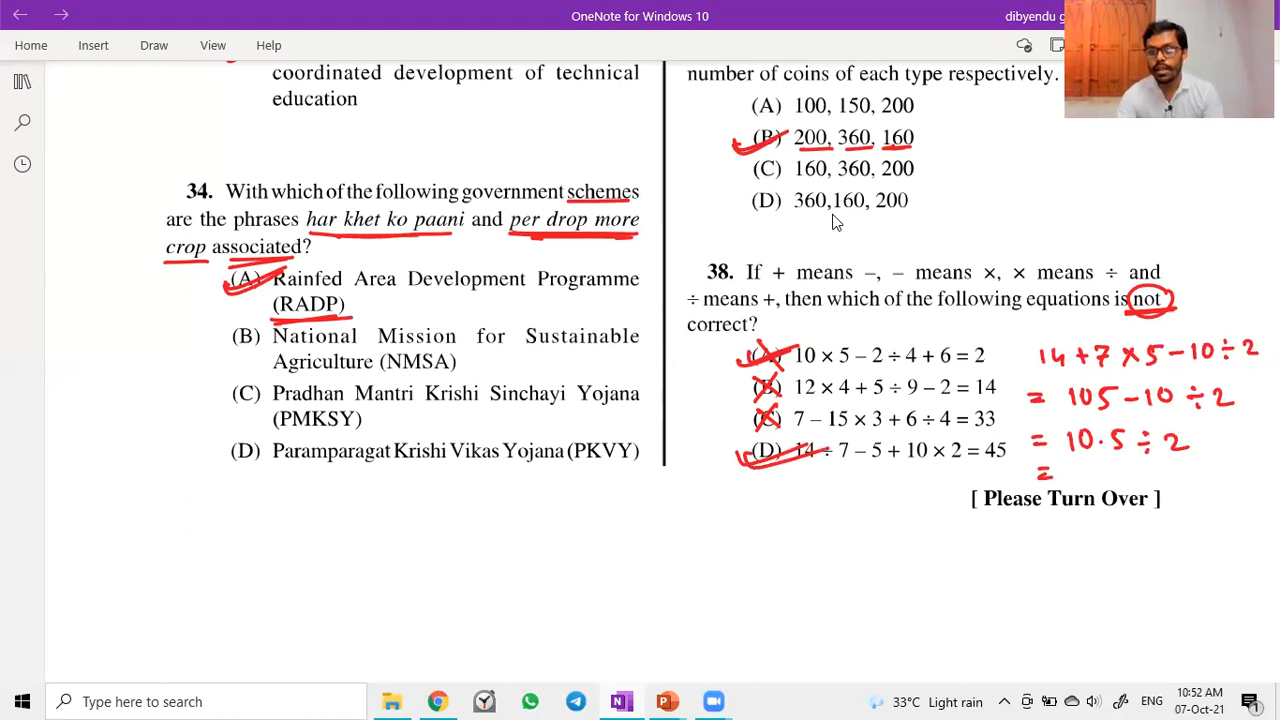 OneNote for Windows 10
dibyendu g
Home
Insert
Draw
View
Help
coordinated development of technical
education
34. With which of the following government schemes
are the phrases har khet ko paani and per drop more
crop associated?
(A) Rainfed Area Development Programme
(RADP)
(B) National Mission for Sustainable
Agriculture (NMSA)
(C) Pradhan Mantri Krishi Sinchayi Yojana
(PMKSY)
(D) Paramparagat Krishi Vikas Yojana (PKVY)
number of coins of each type respectively.
(A) 100, 150, 200
(B) 200, 360, 160
(C) 160, 360, 200
(D) 360,160, 200
38. If + means –, – means ×, × means ÷ and
÷ means +, then which of the following equations is not
correct?
(A) 10 × 5 – 2 ÷ 4 + 6 = 2
(B) 12 × 4 + 5 ÷ 9 – 2 = 14
(C) 7 – 15 × 3 + 6 ÷ 4 = 33
(D) 14 ÷ 7 – 5 + 10 × 2 = 45
14 + 7 × 5 – 10 ÷ 2
= 105 – 10 ÷ 2
= 10.5 ÷ 2
=
[ Please Turn Over ]
Type here to search
33°C Light rain
ENG
10:52 AM
07-Oct-21
1